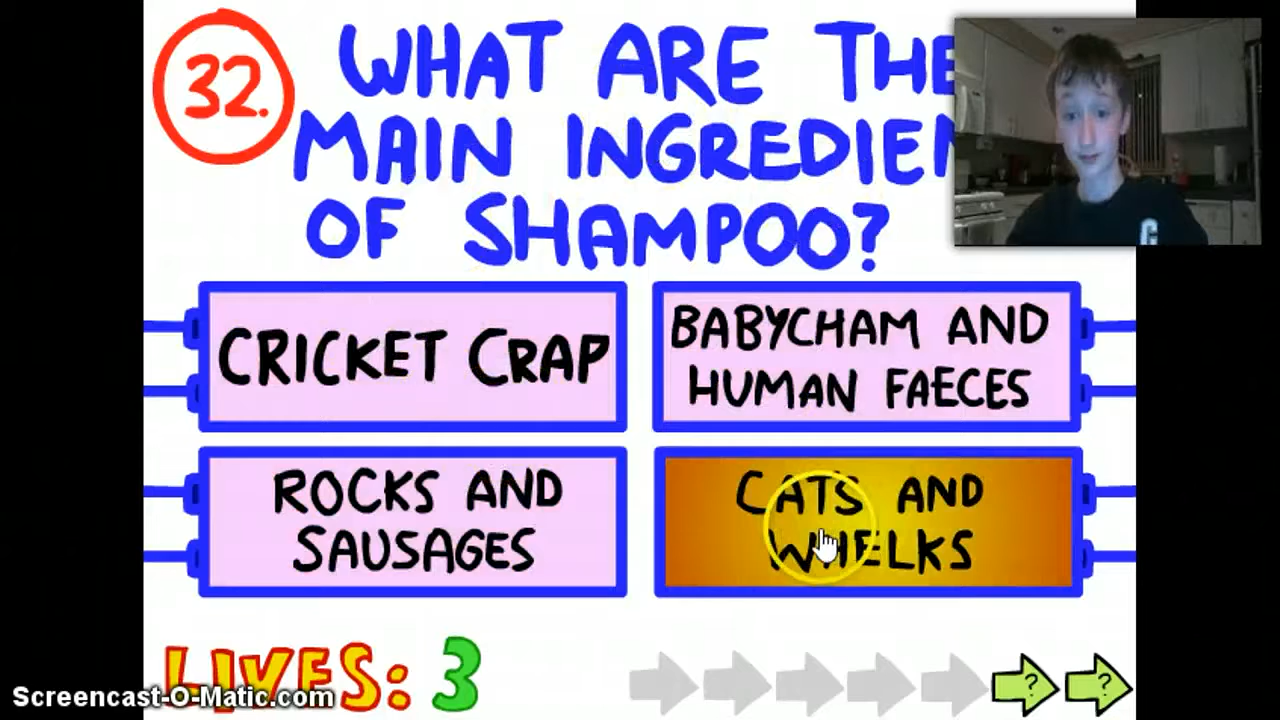 32.
WHAT ARE THE
MAIN INGREDIEN
OF SHAMPOO?
CRICKET CRAP
BABYCHAM AND
HUMAN FAECES
ROCKS AND
SAUSAGES
CATS AND
WHELKS
LIVES: 3
? ?
Screencast-O-Matic.com
G